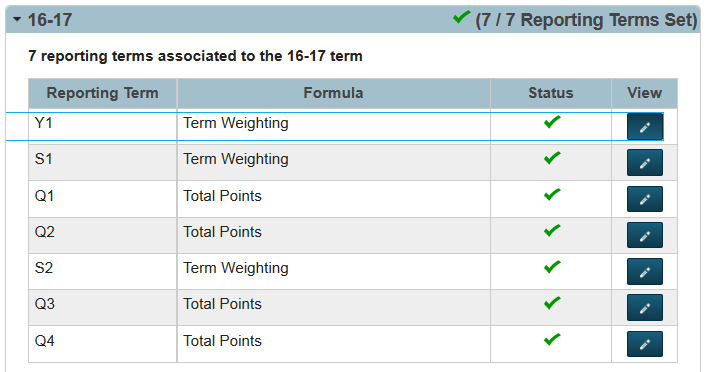 16-17 (7 / 7 Reporting Terms Set)
7 reporting terms associated to the 16-17 term
Reporting Term Formula Status View
Y1 Term Weighting
S1 Term Weighting
Q1 Total Points
Q2 Total Points
S2 Term Weighting
Q3 Total Points
Q4 Total Points